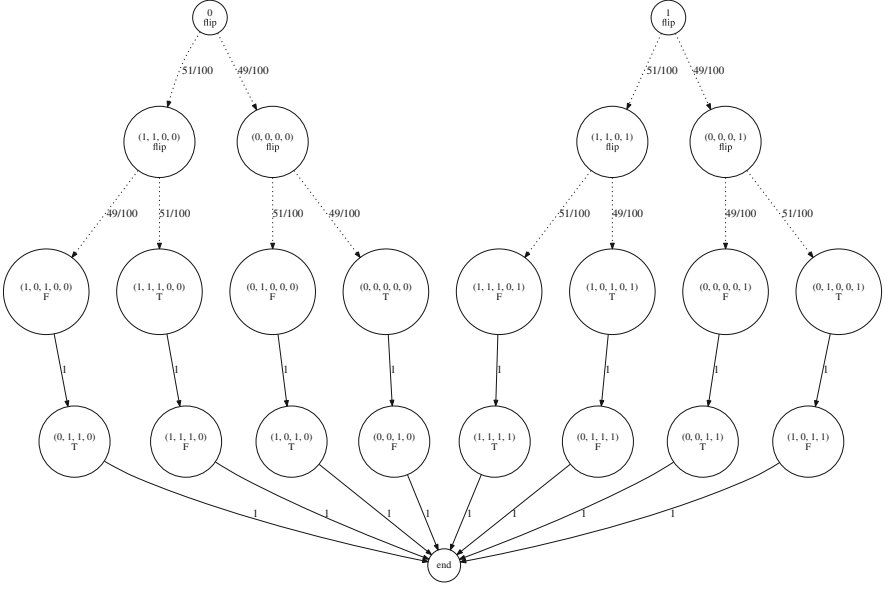 0
flip
1
flip
51/100
49/100
51/100
49/100
(1, 1, 0, 0)
flip
(0, 0, 0, 0)
flip
(1, 1, 0, 1)
flip
(0, 0, 0, 1)
flip
49/100
51/100
51/100
49/100
51/100
49/100
49/100
51/100
(1, 0, 1, 0, 0)
F
(1, 1, 1, 0, 0)
T
(0, 1, 0, 0, 0)
F
(0, 0, 0, 0, 0)
T
(1, 1, 1, 0, 1)
F
(1, 0, 1, 0, 1)
T
(0, 0, 0, 0, 1)
F
(0, 1, 0, 0, 1)
T
1
1
1
1
1
1
1
1
(0, 1, 1, 0)
T
(1, 1, 1, 0)
F
(1, 0, 1, 0)
T
(0, 0, 1, 0)
F
(1, 1, 1, 1)
T
(0, 1, 1, 1)
F
(0, 0, 1, 1)
T
(1, 0, 1, 1)
F
1
1
1
1
1
1
1
1
end